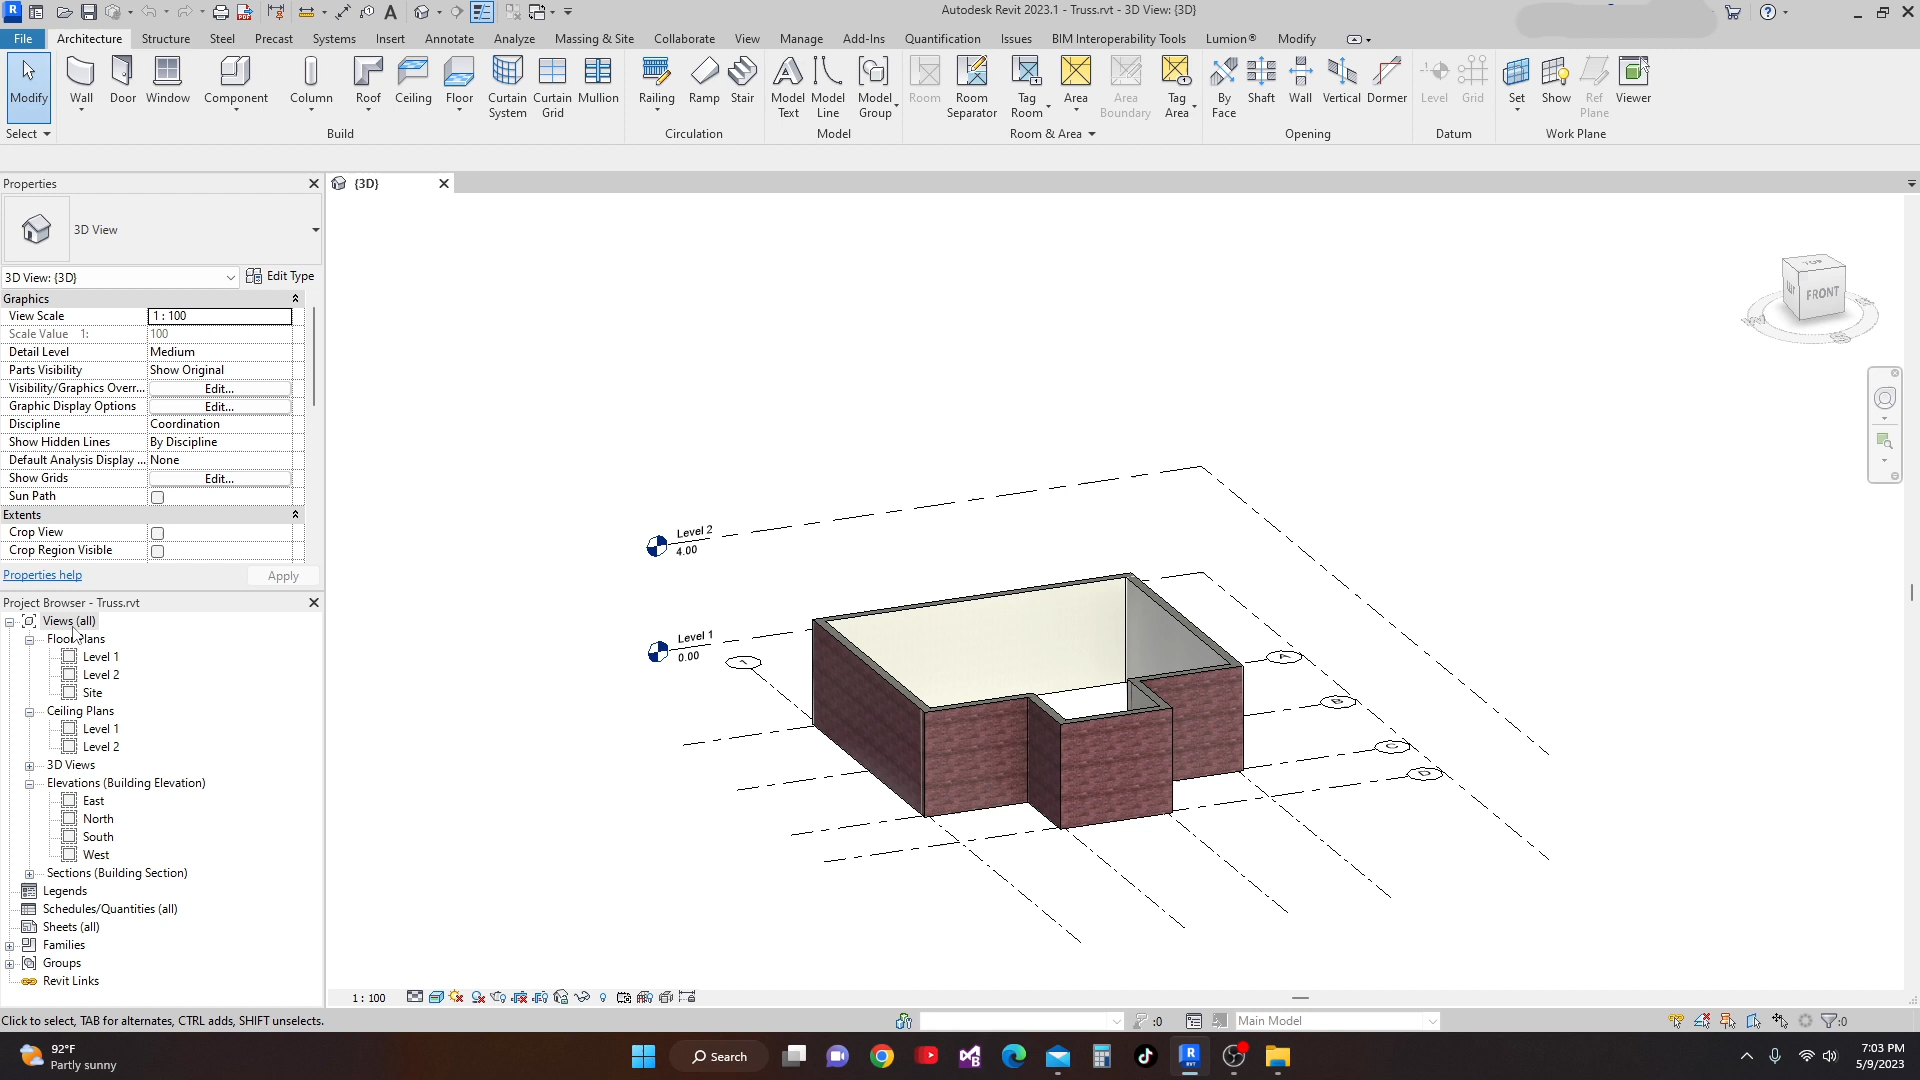 Autodesk Revit 2023.1 - Truss.rvt - 3D View: {3D}
File Architecture Structure Steel Precast Systems Insert Annotate Analyze Massing & Site Collaborate View Manage Add-Ins Quantification Issues BIM Interoperability Tools Lumion® Modify
Modify Wall Door Window Component Column Roof Ceiling Floor Curtain System Curtain Grid Mullion Railing Ramp Stair Model Text Model Line Model Group Room Room Separator Tag Room Area Area Boundary Tag Area By Face Shaft Wall Vertical Dormer Level Grid Set Show Ref Plane Viewer
Select Build Circulation Model Room & Area Opening Datum Work Plane
Properties
{3D}
3D View
3D View: {3D} Edit Type
Graphics
View Scale 1 : 100
Scale Value 1: 100
Detail Level Medium
Parts Visibility Show Original
Visibility/Graphics Overr... Edit...
Graphic Display Options Edit...
Discipline Coordination
Show Hidden Lines By Discipline
Default Analysis Display ... None
Show Grids Edit...
Sun Path
Extents
Crop View
Crop Region Visible
Properties help Apply
Project Browser - Truss.rvt
Views (all)
Floor Plans
Level 1
Level 2
Site
Ceiling Plans
Level 1
Level 2
3D Views
Elevations (Building Elevation)
East
North
South
West
Sections (Building Section)
Legends
Schedules/Quantities (all)
Sheets (all)
Families
Groups
Revit Links
TOP
FRONT
Level 2
4.00
Level 1
0.00
1
A
B
C
D
1 : 100
Click to select, TAB for alternates, CTRL adds, SHIFT unselects.
:0
Main Model
:0
92°F
Partly sunny
Search
7:03 PM
5/9/2023